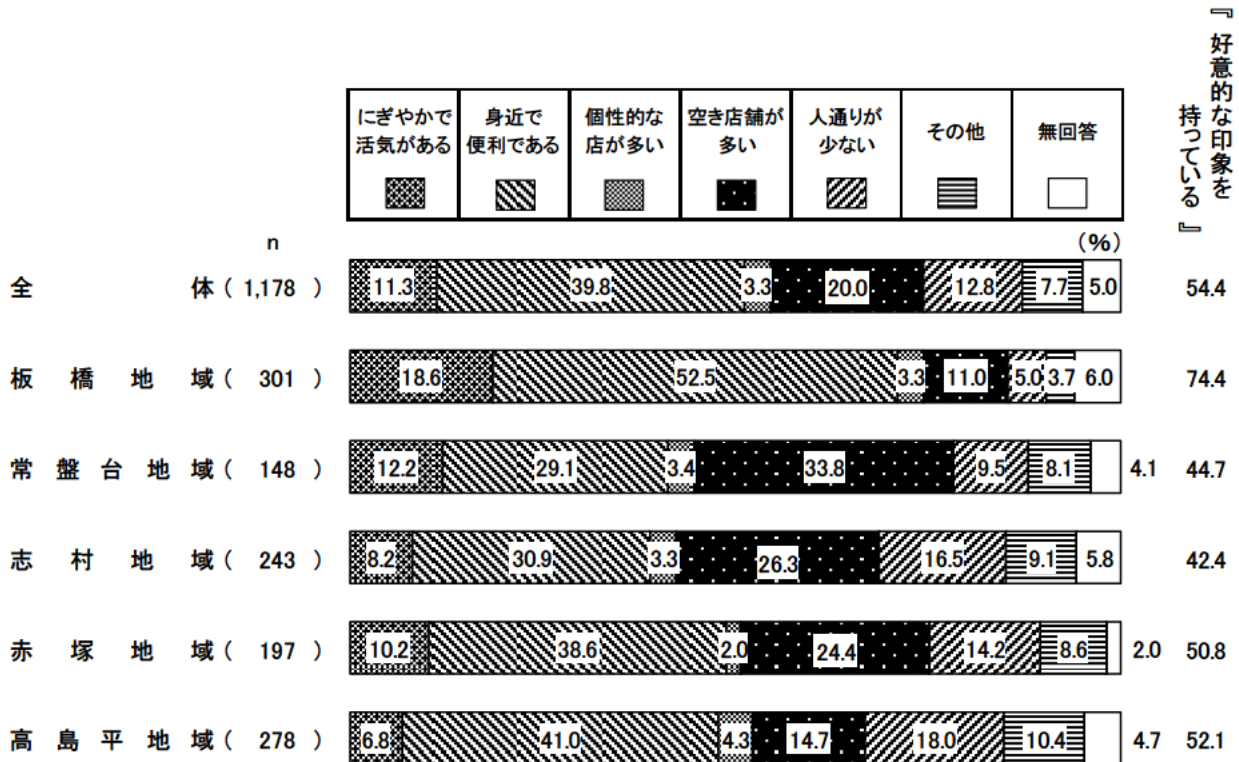 『好意的な印象を
持っている』
にぎやかで 身近で 個性的な 空き店舗が 人通りが その他 無回答
活気がある 便利である 店が多い 多い 少ない
n (%)
全体( 1,178 ) 11.3 39.8 3.3 20.0 12.8 7.7 5.0 54.4
板橋地域( 301 ) 18.6 52.5 3.3 11.0 5.0 3.7 6.0 74.4
常盤台地域( 148 ) 12.2 29.1 3.4 33.8 9.5 8.1 4.1 44.7
志村地域( 243 ) 8.2 30.9 3.3 26.3 16.5 9.1 5.8 42.4
赤塚地域( 197 ) 10.2 38.6 2.0 24.4 14.2 8.6 2.0 50.8
高島平地域( 278 ) 6.8 41.0 4.3 14.7 18.0 10.4 4.7 52.1